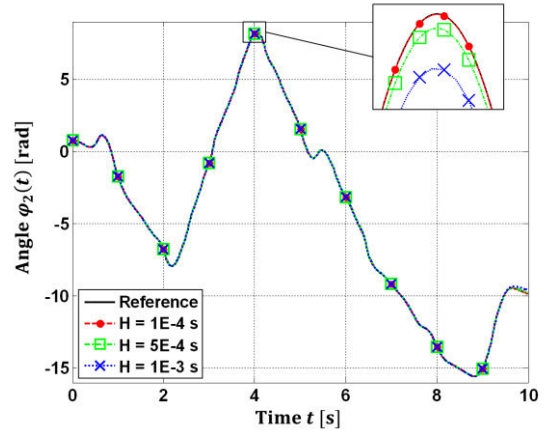 5
0
-5
-10
-15
Angle φ₂(t) [rad]
Reference
H = 1E-4 s
H = 5E-4 s
H = 1E-3 s
0 2 4 6 8 10
Time t [s]